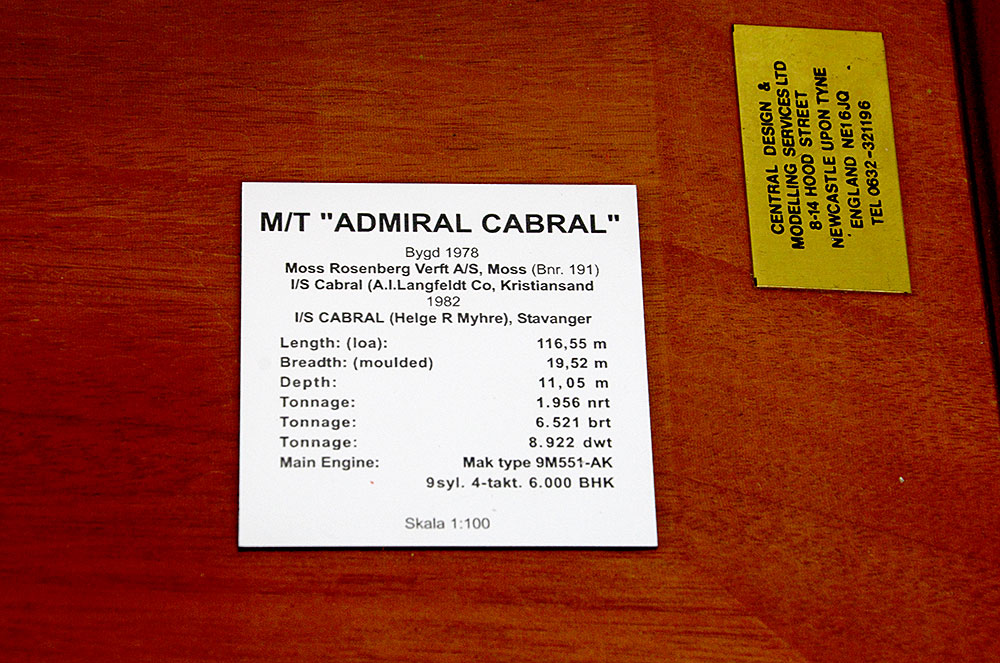 M/T "ADMIRAL CABRAL"
Bygd 1978
Moss Rosenberg Verft A/S, Moss (Bnr. 191)
I/S Cabral (A.I.Langfeldt Co, Kristiansand
1982
I/S CABRAL (Helge R Myhre), Stavanger
Length: (loa): 116,55 m
Breadth: (moulded) 19,52 m
Depth: 11,05 m
Tonnage: 1.956 nrt
Tonnage: 6.521 brt
Tonnage: 8.922 dwt
Main Engine: Mak type 9M551-AK
9syl. 4-takt. 6.000 BHK
Skala 1:100
CENTRAL DESIGN &
MODELLING SERVICES LTD
8-14 HOOD STREET
NEWCASTLE UPON TYNE
ENGLAND NE1 6JQ
TEL 0632-321196